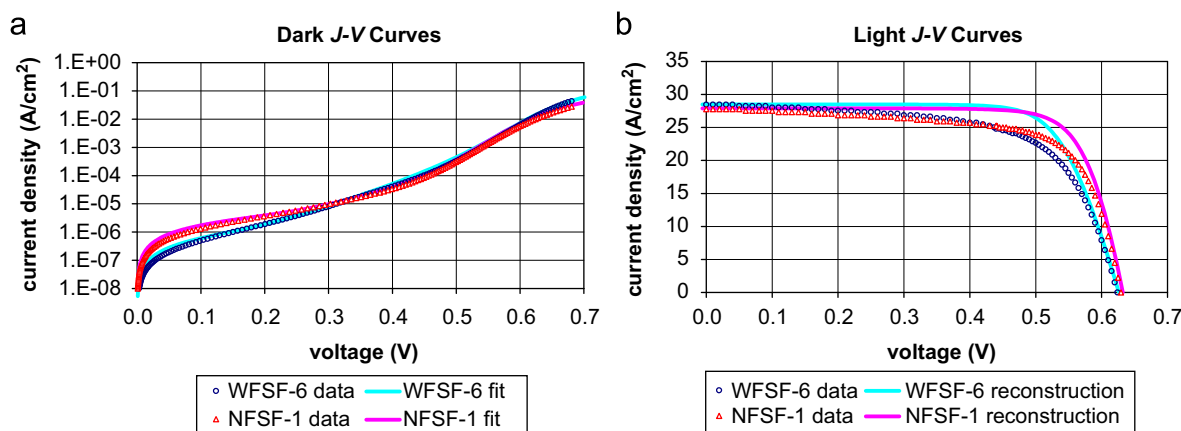 a
Dark J-V Curves
current density (A/cm²)
1.E+00
1.E-01
1.E-02
1.E-03
1.E-04
1.E-05
1.E-06
1.E-07
1.E-08
0.0 0.1 0.2 0.3 0.4 0.5 0.6 0.7
voltage (V)
WFSF-6 data WFSF-6 fit
NFSF-1 data NFSF-1 fit
b
Light J-V Curves
current density (A/cm²)
35
30
25
20
15
10
5
0
0.0 0.1 0.2 0.3 0.4 0.5 0.6 0.7
voltage (V)
WFSF-6 data WFSF-6 reconstruction
NFSF-1 data NFSF-1 reconstruction